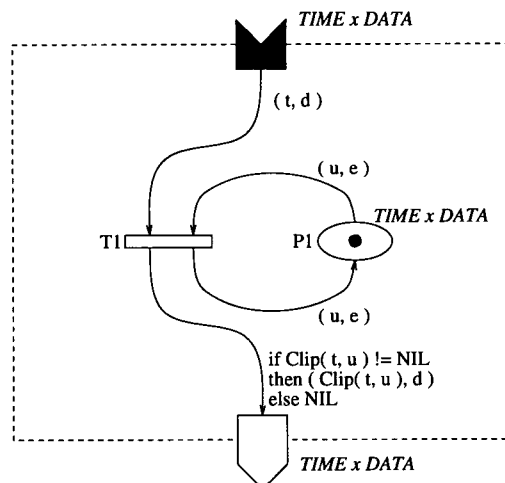 TIME x DATA
( t, d )
( u, e )
TIME x DATA
T1
P1
( u, e )
if Clip( t, u ) != NIL
then ( Clip( t, u ), d )
else NIL
TIME x DATA